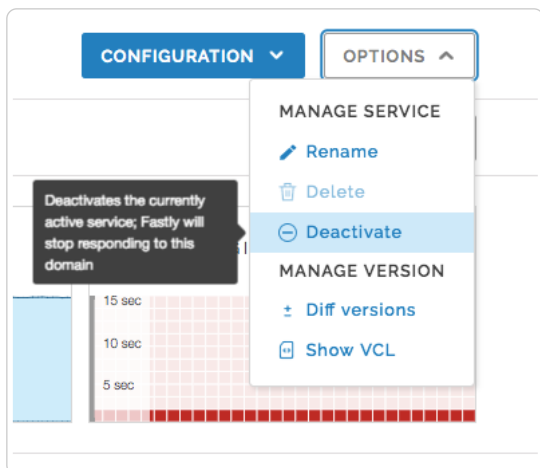 CONFIGURATION
OPTIONS
MANAGE SERVICE
Rename
Delete
Deactivates the currently
active service; Fastly will
stop responding to this
domain
Deactivate
MANAGE VERSION
15 sec
Diff versions
10 sec
Show VCL
5 sec